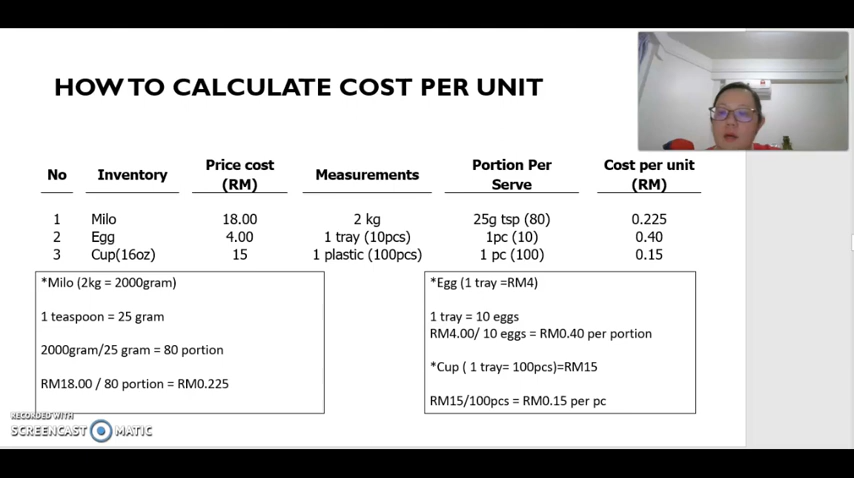 HOW TO CALCULATE COST PER UNIT
No Inventory Price cost (RM) Measurements Portion Per Serve Cost per unit (RM)
1 Milo 18.00 2 kg 25g tsp (80) 0.225
2 Egg 4.00 1 tray (10pcs) 1pc (10) 0.40
3 Cup(16oz) 15 1 plastic (100pcs) 1 pc (100) 0.15
*Milo (2kg = 2000gram)
1 teaspoon = 25 gram
2000gram/25 gram = 80 portion
RM18.00 / 80 portion = RM0.225
*Egg (1 tray =RM4)
1 tray = 10 eggs
RM4.00/ 10 eggs = RM0.40 per portion
*Cup ( 1 tray= 100pcs)=RM15
RM15/100pcs = RM0.15 per pc
RECORDED WITH
SCREENCAST MATIC